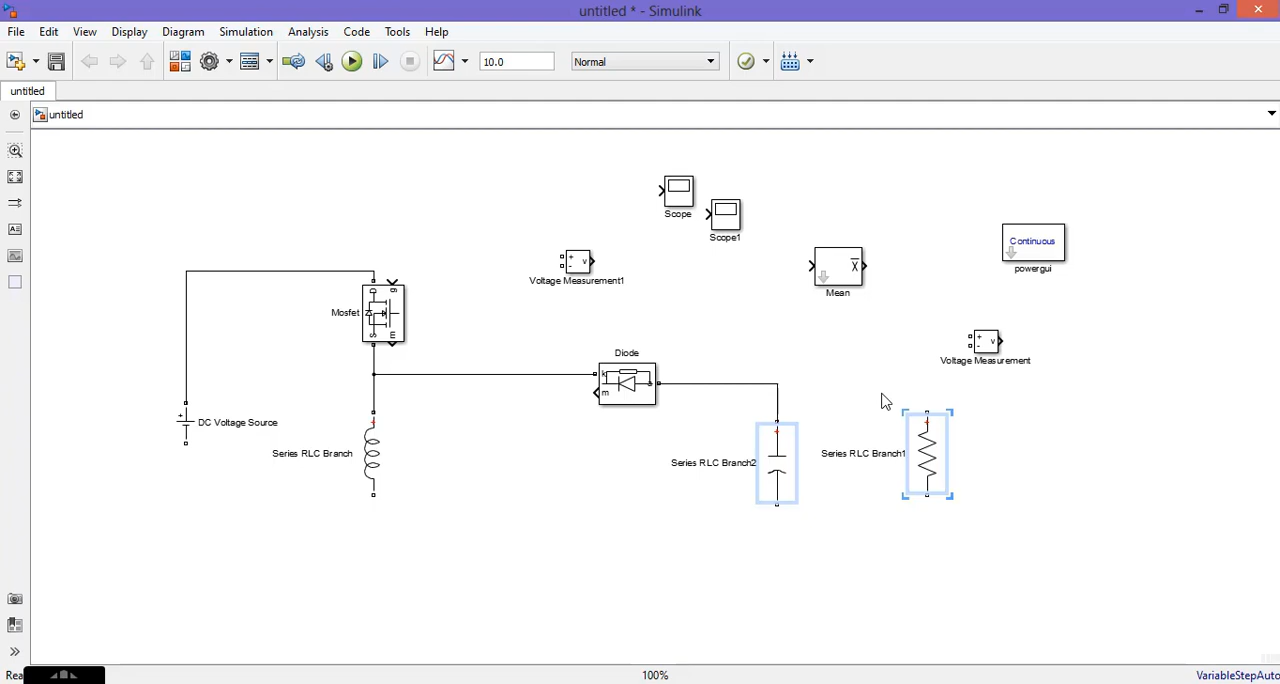 untitled * - Simulink
File Edit View Display Diagram Simulation Analysis Code Tools Help
10.0 Normal
untitled
untitled
Scope
Scope1
Continuous
powergui
+ - v
Voltage Measurement1
X
Mean
D g
Mosfet
S m
+ - v
Voltage Measurement
Diode
k a
m
+
DC Voltage Source
+
Series RLC Branch
+
Series RLC Branch2
+
Series RLC Branch1
Rea 100% VariableStepAuto